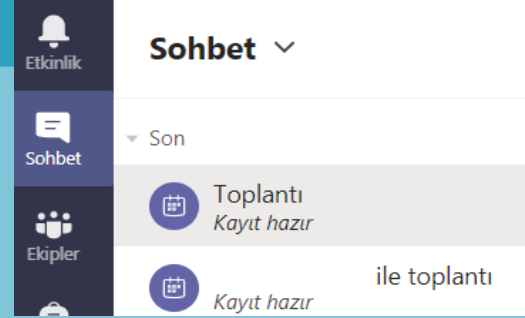 Etkinlik
Sohbet
Ekipler
Sohbet
Son
Toplantı
Kayıt hazır
ile toplantı
Kayıt hazır